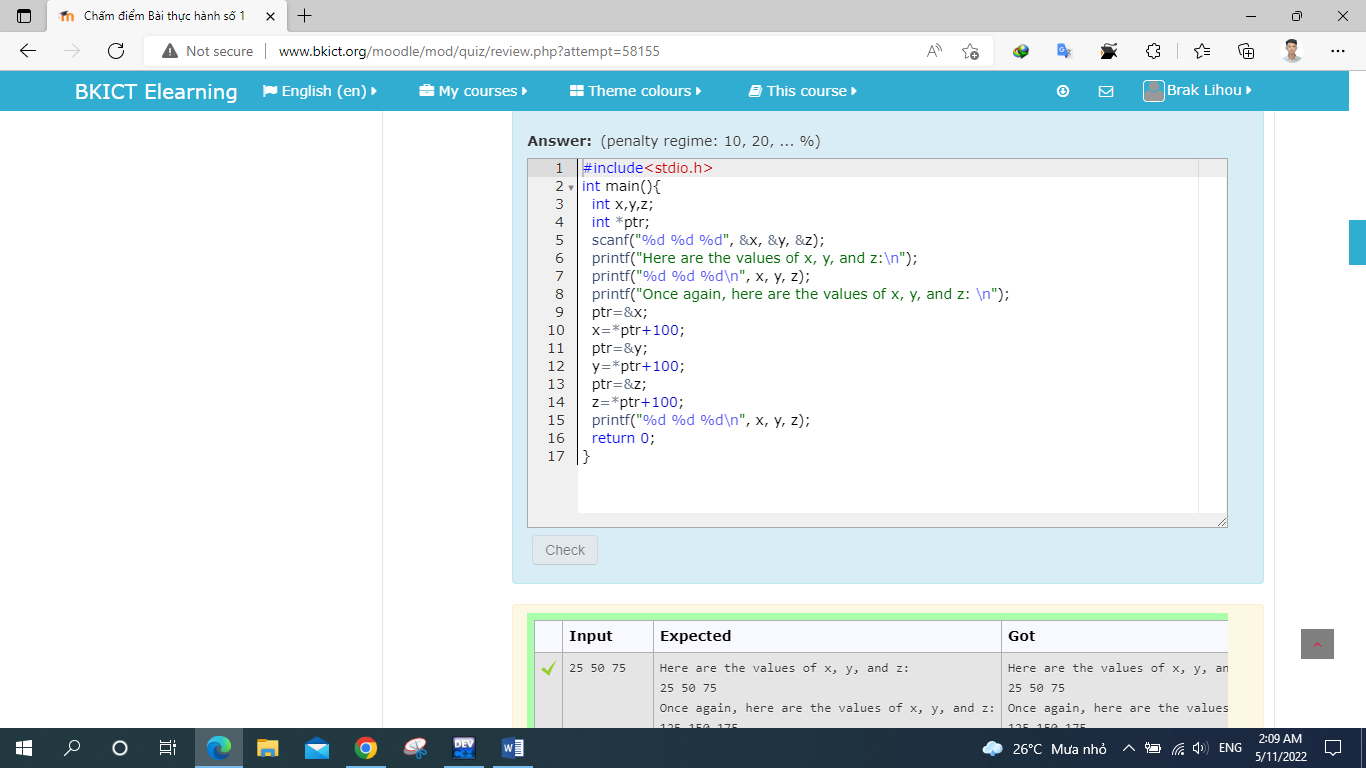 Chấm điểm Bài thực hành số 1
Not secure
www.bkict.org/moodle/mod/quiz/review.php?attempt=58155
BKICT Elearning English (en) My courses Theme colours This course Brak Lihou
Answer: (penalty regime: 10, 20, ... %)
1 #include<stdio.h>
2 int main(){
3 int x,y,z;
4 int *ptr;
5 scanf("%d %d %d", &x, &y, &z);
6 printf("Here are the values of x, y, and z:\n");
7 printf("%d %d %d\n", x, y, z);
8 printf("Once again, here are the values of x, y, and z: \n");
9 ptr=&x;
10 x=*ptr+100;
11 ptr=&y;
12 y=*ptr+100;
13 ptr=&z;
14 z=*ptr+100;
15 printf("%d %d %d\n", x, y, z);
16 return 0;
17 }
Check
Input Expected Got
25 50 75 Here are the values of x, y, and z: Here are the values of x, y, an
25 50 75 25 50 75
Once again, here are the values of x, y, and z: Once again, here are the values
125 150 175 125 150 175
DEV
26°C Mưa nhỏ ENG 2:09 AM
5/11/2022